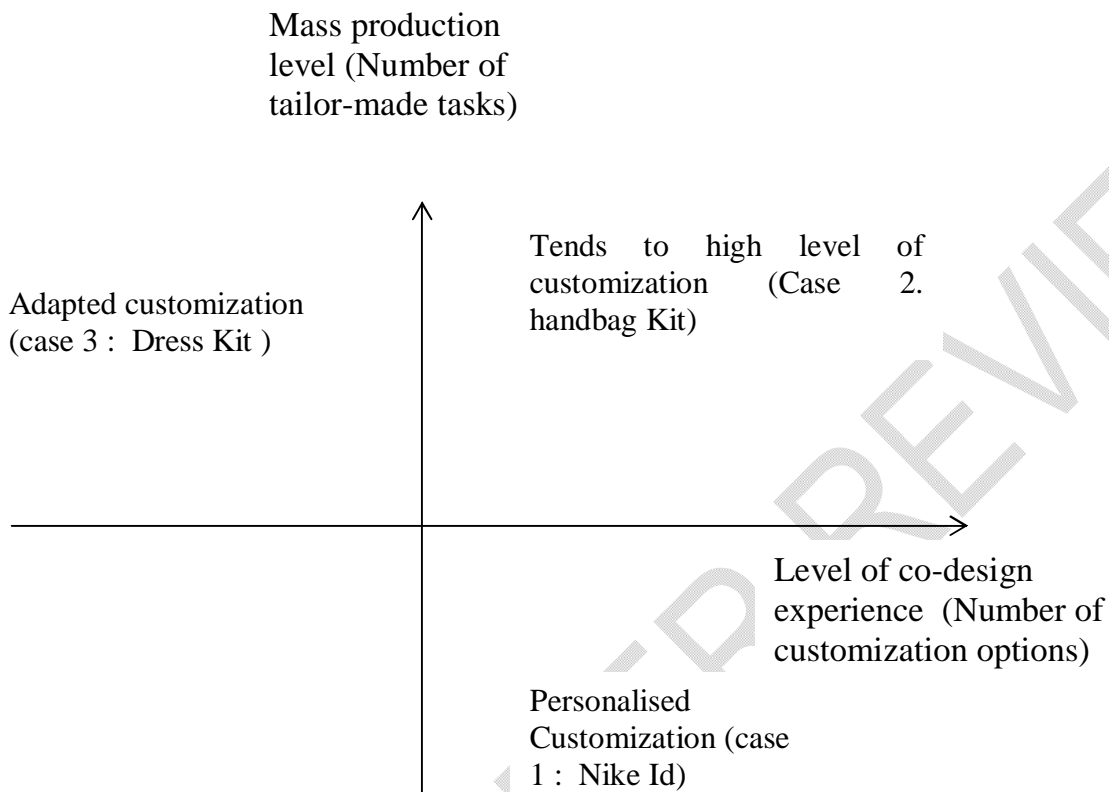 Mass production
level (Number of
tailor-made tasks)
Tends to high level of
customization (Case 2.
handbag Kit)
Adapted customization
(case 3 : Dress Kit )
Level of co-design
experience (Number of
customization options)
Personalised
Customization (case
1 : Nike Id)